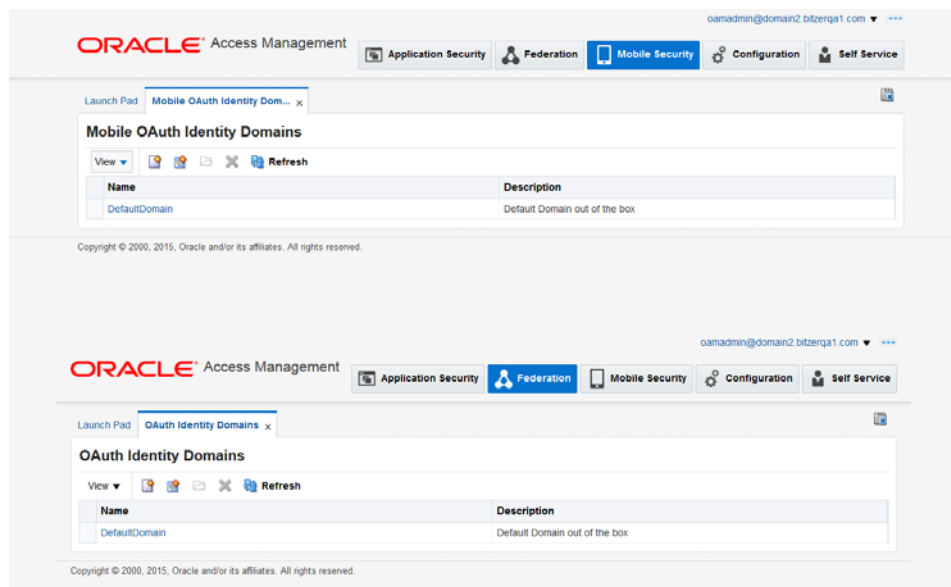 oamadmin@domain2.bitzerqa1.com
ORACLE Access Management
Application Security Federation Mobile Security Configuration Self Service
Launch Pad Mobile OAuth Identity Dom... x
Mobile OAuth Identity Domains
View Refresh
Name Description
DefaultDomain Default Domain out of the box
Copyright © 2000, 2015, Oracle and/or its affiliates. All rights reserved.
oamadmin@domain2.bitzerqa1.com
ORACLE Access Management
Application Security Federation Mobile Security Configuration Self Service
Launch Pad OAuth Identity Domains x
OAuth Identity Domains
View Refresh
Name Description
DefaultDomain Default Domain out of the box
Copyright © 2000, 2015, Oracle and/or its affiliates. All rights reserved.